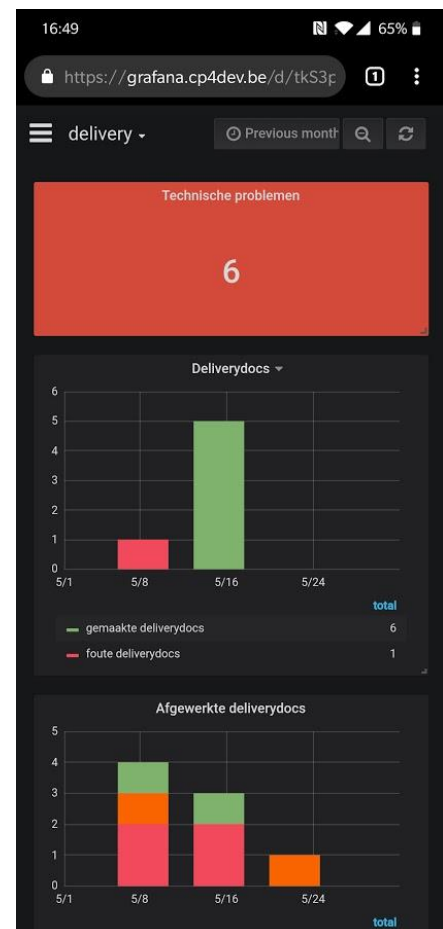 16:49 65%
https://grafana.cp4dev.be/d/tkS3p 1
delivery
Previous month
Technische problemen
6
Deliverydocs
6
5
4
3
2
1
0
5/1 5/8 5/16 5/24
total
gemaakte deliverydocs 6
foute deliverydocs 1
Afgewerkte deliverydocs
5
4
3
2
1
0
5/1 5/8 5/16 5/24
total